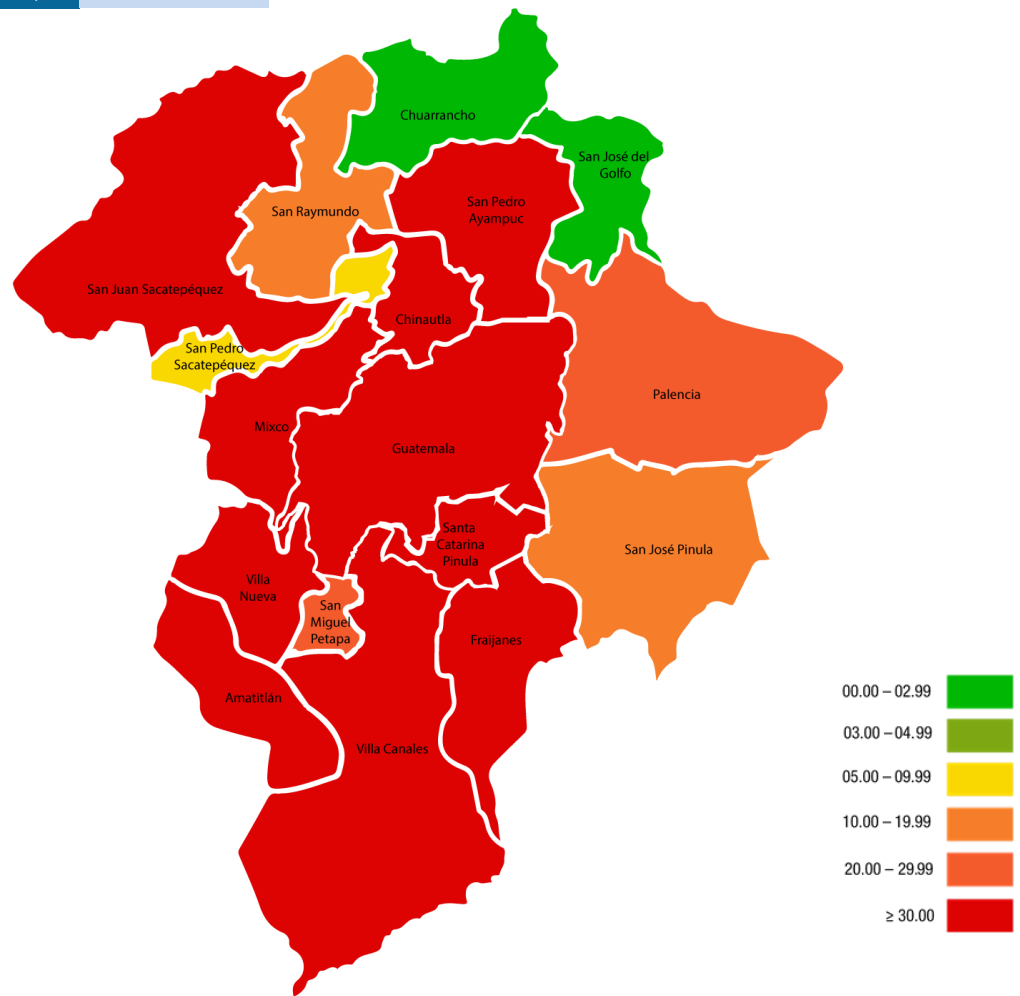 Chuarrancho
San José del
Golfo
San Pedro
Ayampuc
San Raymundo
San Juan Sacatepéquez
Chinautla
San Pedro
Sacatepéquez
Palencia
Mixco
Guatemala
Santa
Catarina
Pinula
San José Pinula
Villa
Nueva
San
Miguel
Petapa
Fraijanes
Amatitlán
Villa Canales
00.00 – 02.99
03.00 – 04.99
05.00 – 09.99
10.00 – 19.99
20.00 – 29.99
≥ 30.00